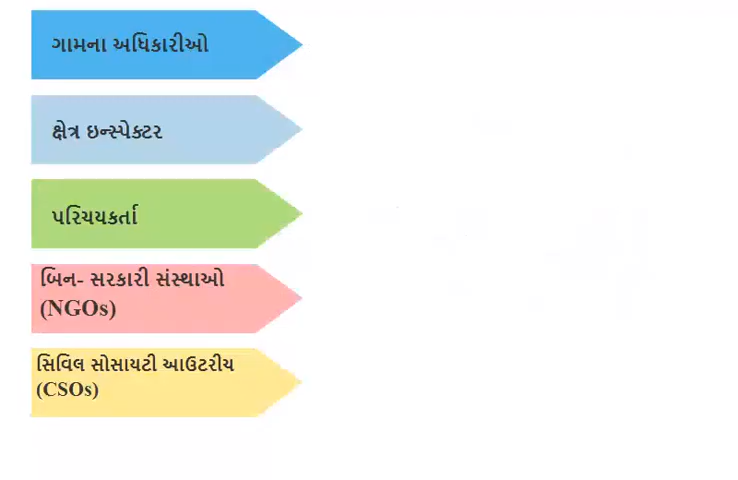 ગામના અધિકારીઓ
ક્ષેત્ર ઇન્સ્પેક્ટર
પરિચયકર્તા
બિન- સરકારી સંસ્થાઓ
(NGOs)
સિવિલ સોસાયટી આઉટરીચ
(CSOs)